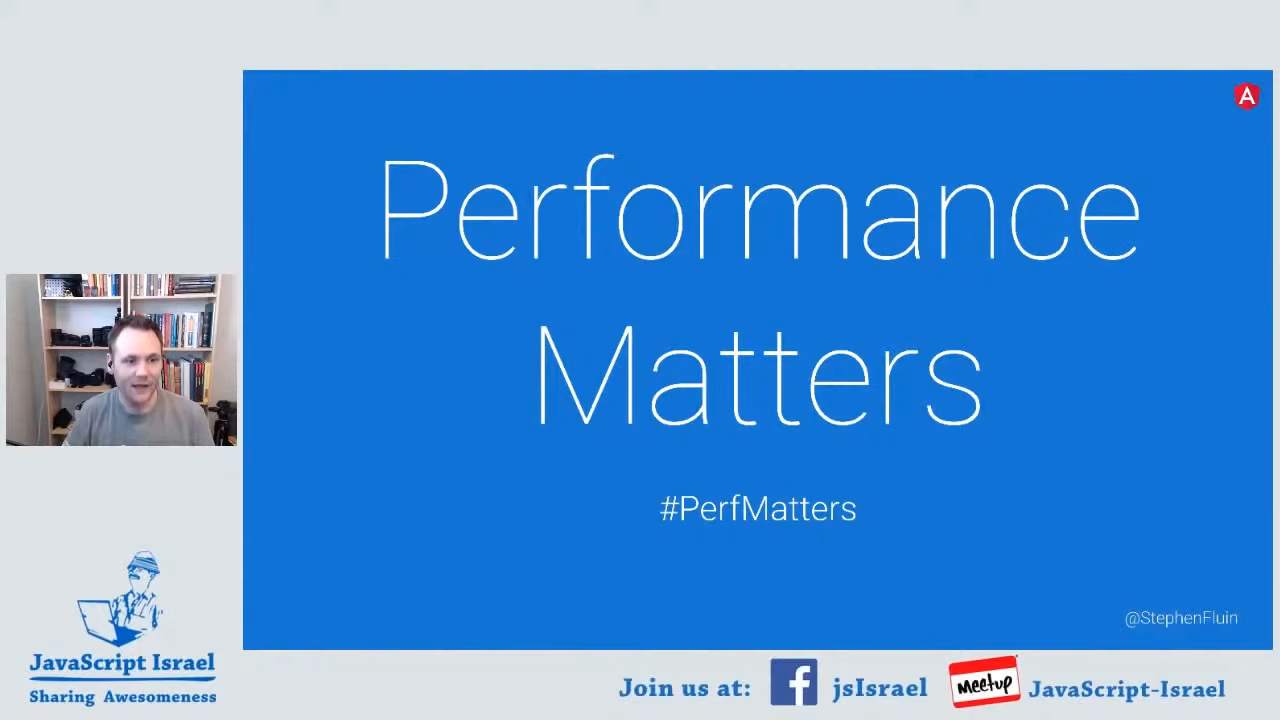 A
Performance
Matters
#PerfMatters
@StephenFluin
JavaScript Israel
Sharing Awesomeness
Join us at: f jsIsrael Meetup JavaScript-Israel